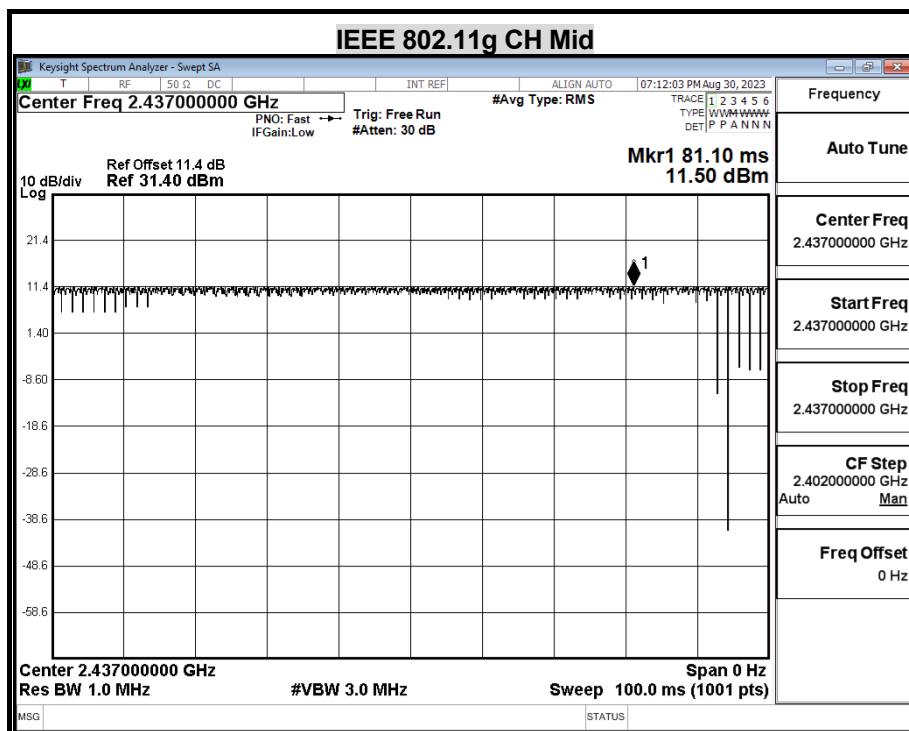 IEEE 802.11g CH Mid
Keysight Spectrum Analyzer - Swept SA
LXI T RF 50 Ω DC INT REF ALIGN AUTO 07:12:03 PM Aug 30, 2023
Center Freq 2.437000000 GHz
PNO: Fast
IFGain:Low
Trig: Free Run
#Atten: 30 dB
#Avg Type: RMS
TRACE 1 2 3 4 5 6
TYPE WWMWWW
DET P P A N N N
Mkr1 81.10 ms
11.50 dBm
10 dB/div
Log
Ref Offset 11.4 dB
Ref 31.40 dBm
21.4
11.4
1.40
-8.60
-18.6
-28.6
-38.6
-48.6
-58.6
1
Center 2.437000000 GHz
Span 0 Hz
Res BW 1.0 MHz
#VBW 3.0 MHz
Sweep 100.0 ms (1001 pts)
MSG
STATUS
Frequency
Auto Tune
Center Freq
2.437000000 GHz
Start Freq
2.437000000 GHz
Stop Freq
2.437000000 GHz
CF Step
2.402000000 GHz
Auto Man
Freq Offset
0 Hz